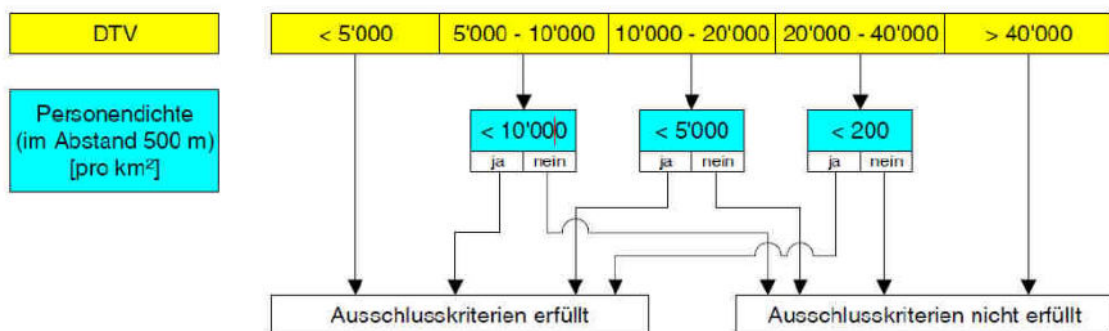 DTV
< 5'000
5'000 - 10'000
10'000 - 20'000
20'000 - 40'000
> 40'000
Personendichte
(im Abstand 500 m)
[pro km²]
< 10'000
< 5'000
< 200
ja nein
ja nein
ja nein
Ausschlusskriterien erfüllt
Ausschlusskriterien nicht erfüllt